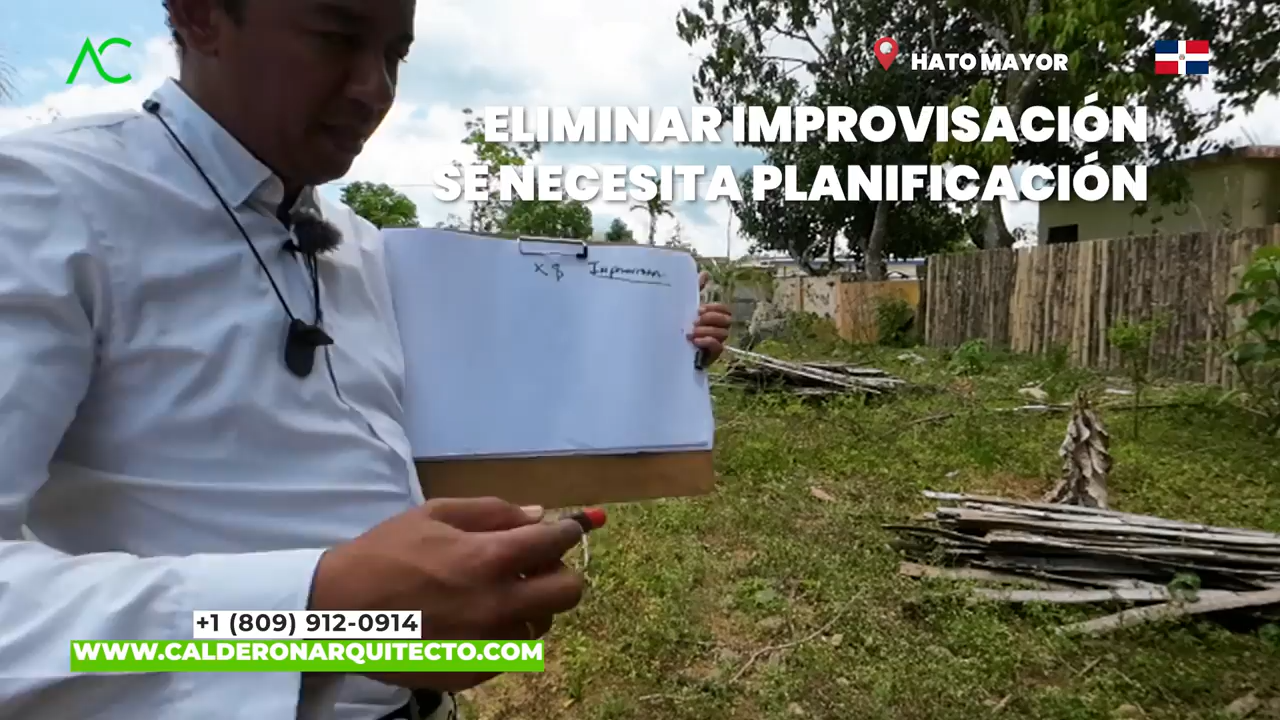 AC
HATO MAYOR
ELIMINAR IMPROVISACIÓN
SE NECESITA PLANIFICACIÓN
+1 (809) 912-0914
WWW.CALDERONARQUITECTO.COM